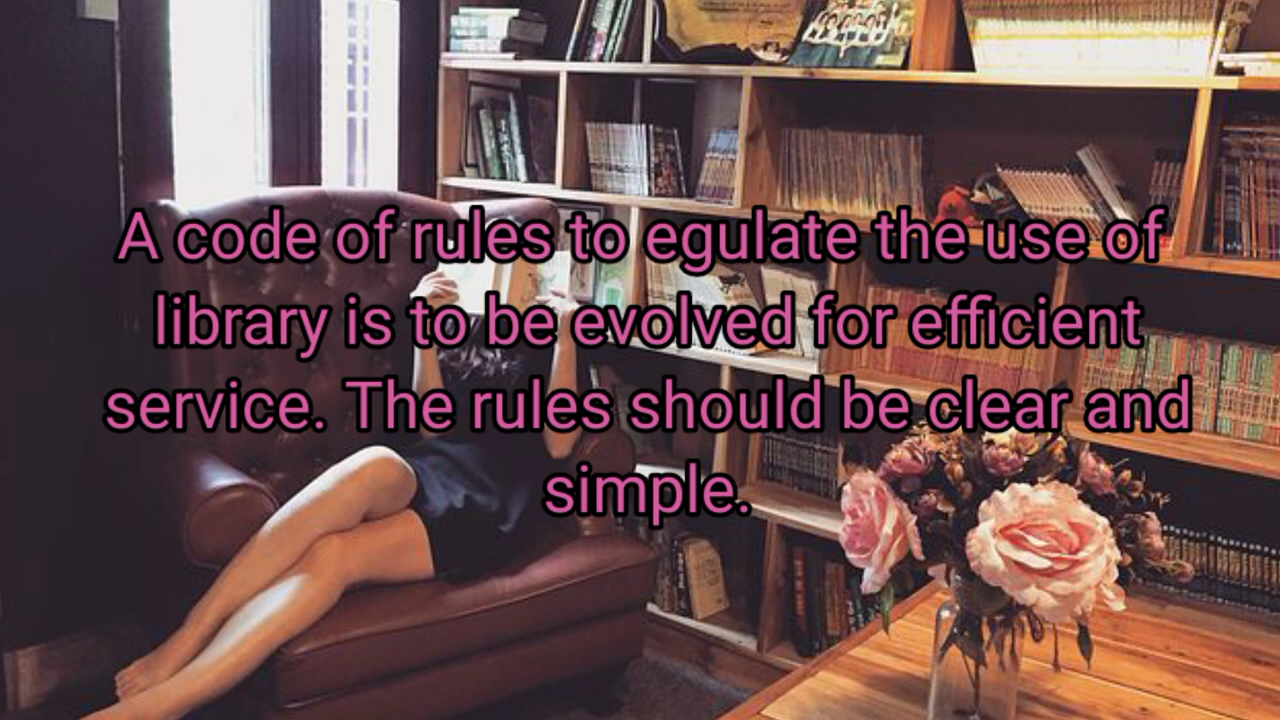 A code of rules to egulate the use of
library is to be evolved for efficient
service. The rules should be clear and
simple.